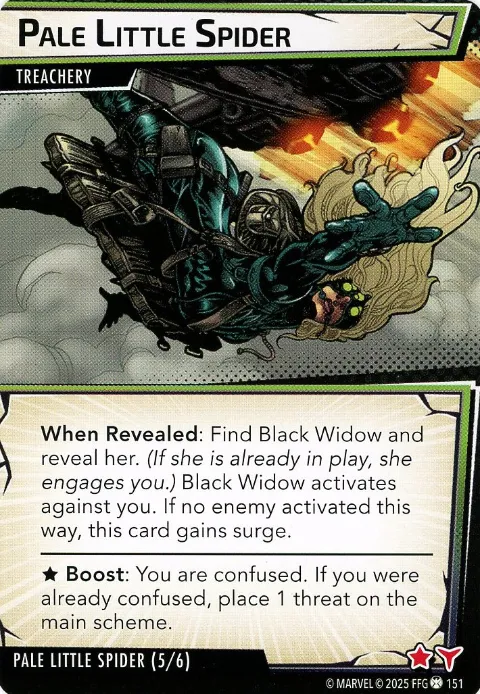 PALE LITTLE SPIDER
TREACHERY
When Revealed: Find Black Widow and
reveal her. (If she is already in play, she
engages you.) Black Widow activates
against you. If no enemy activated this
way, this card gains surge.
★ Boost: You are confused. If you were
already confused, place 1 threat on the
main scheme.
PALE LITTLE SPIDER (5/6)
© MARVEL © 2025 FFG 151